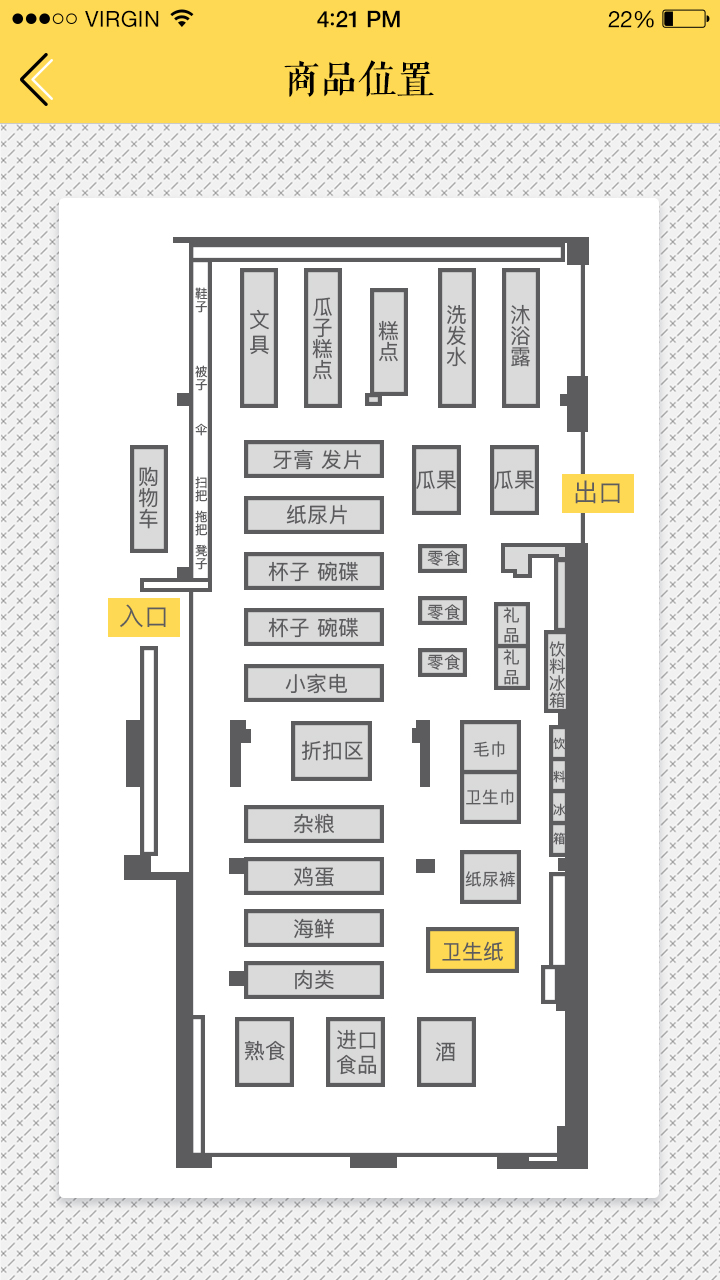 VIRGIN 4:21 PM 22%
商品位置
鞋子
被子
伞
扫把
拖把
凳子
文具
瓜子糕点
糕点
洗发水
沐浴露
购物车
牙膏 发片
纸尿片
杯子 碗碟
杯子 碗碟
小家电
瓜果
瓜果
出口
零食
零食
零食
礼品
礼品
饮料冰箱
入口
折扣区
毛巾
卫生巾
饮
料
冰
箱
杂粮
鸡蛋
海鲜
肉类
纸尿裤
卫生纸
熟食
进口
食品
酒